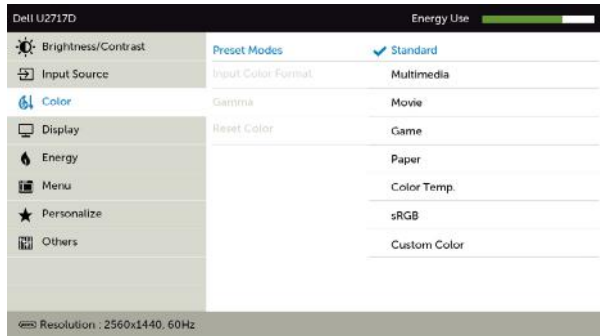 Dell U2717D
Energy Use
Brightness/Contrast
Input Source
Color
Display
Energy
Menu
Personalize
Others
Preset Modes
Input Color Format
Gamma
Reset Color
Standard
Multimedia
Movie
Game
Paper
Color Temp.
sRGB
Custom Color
Resolution : 2560x1440, 60Hz